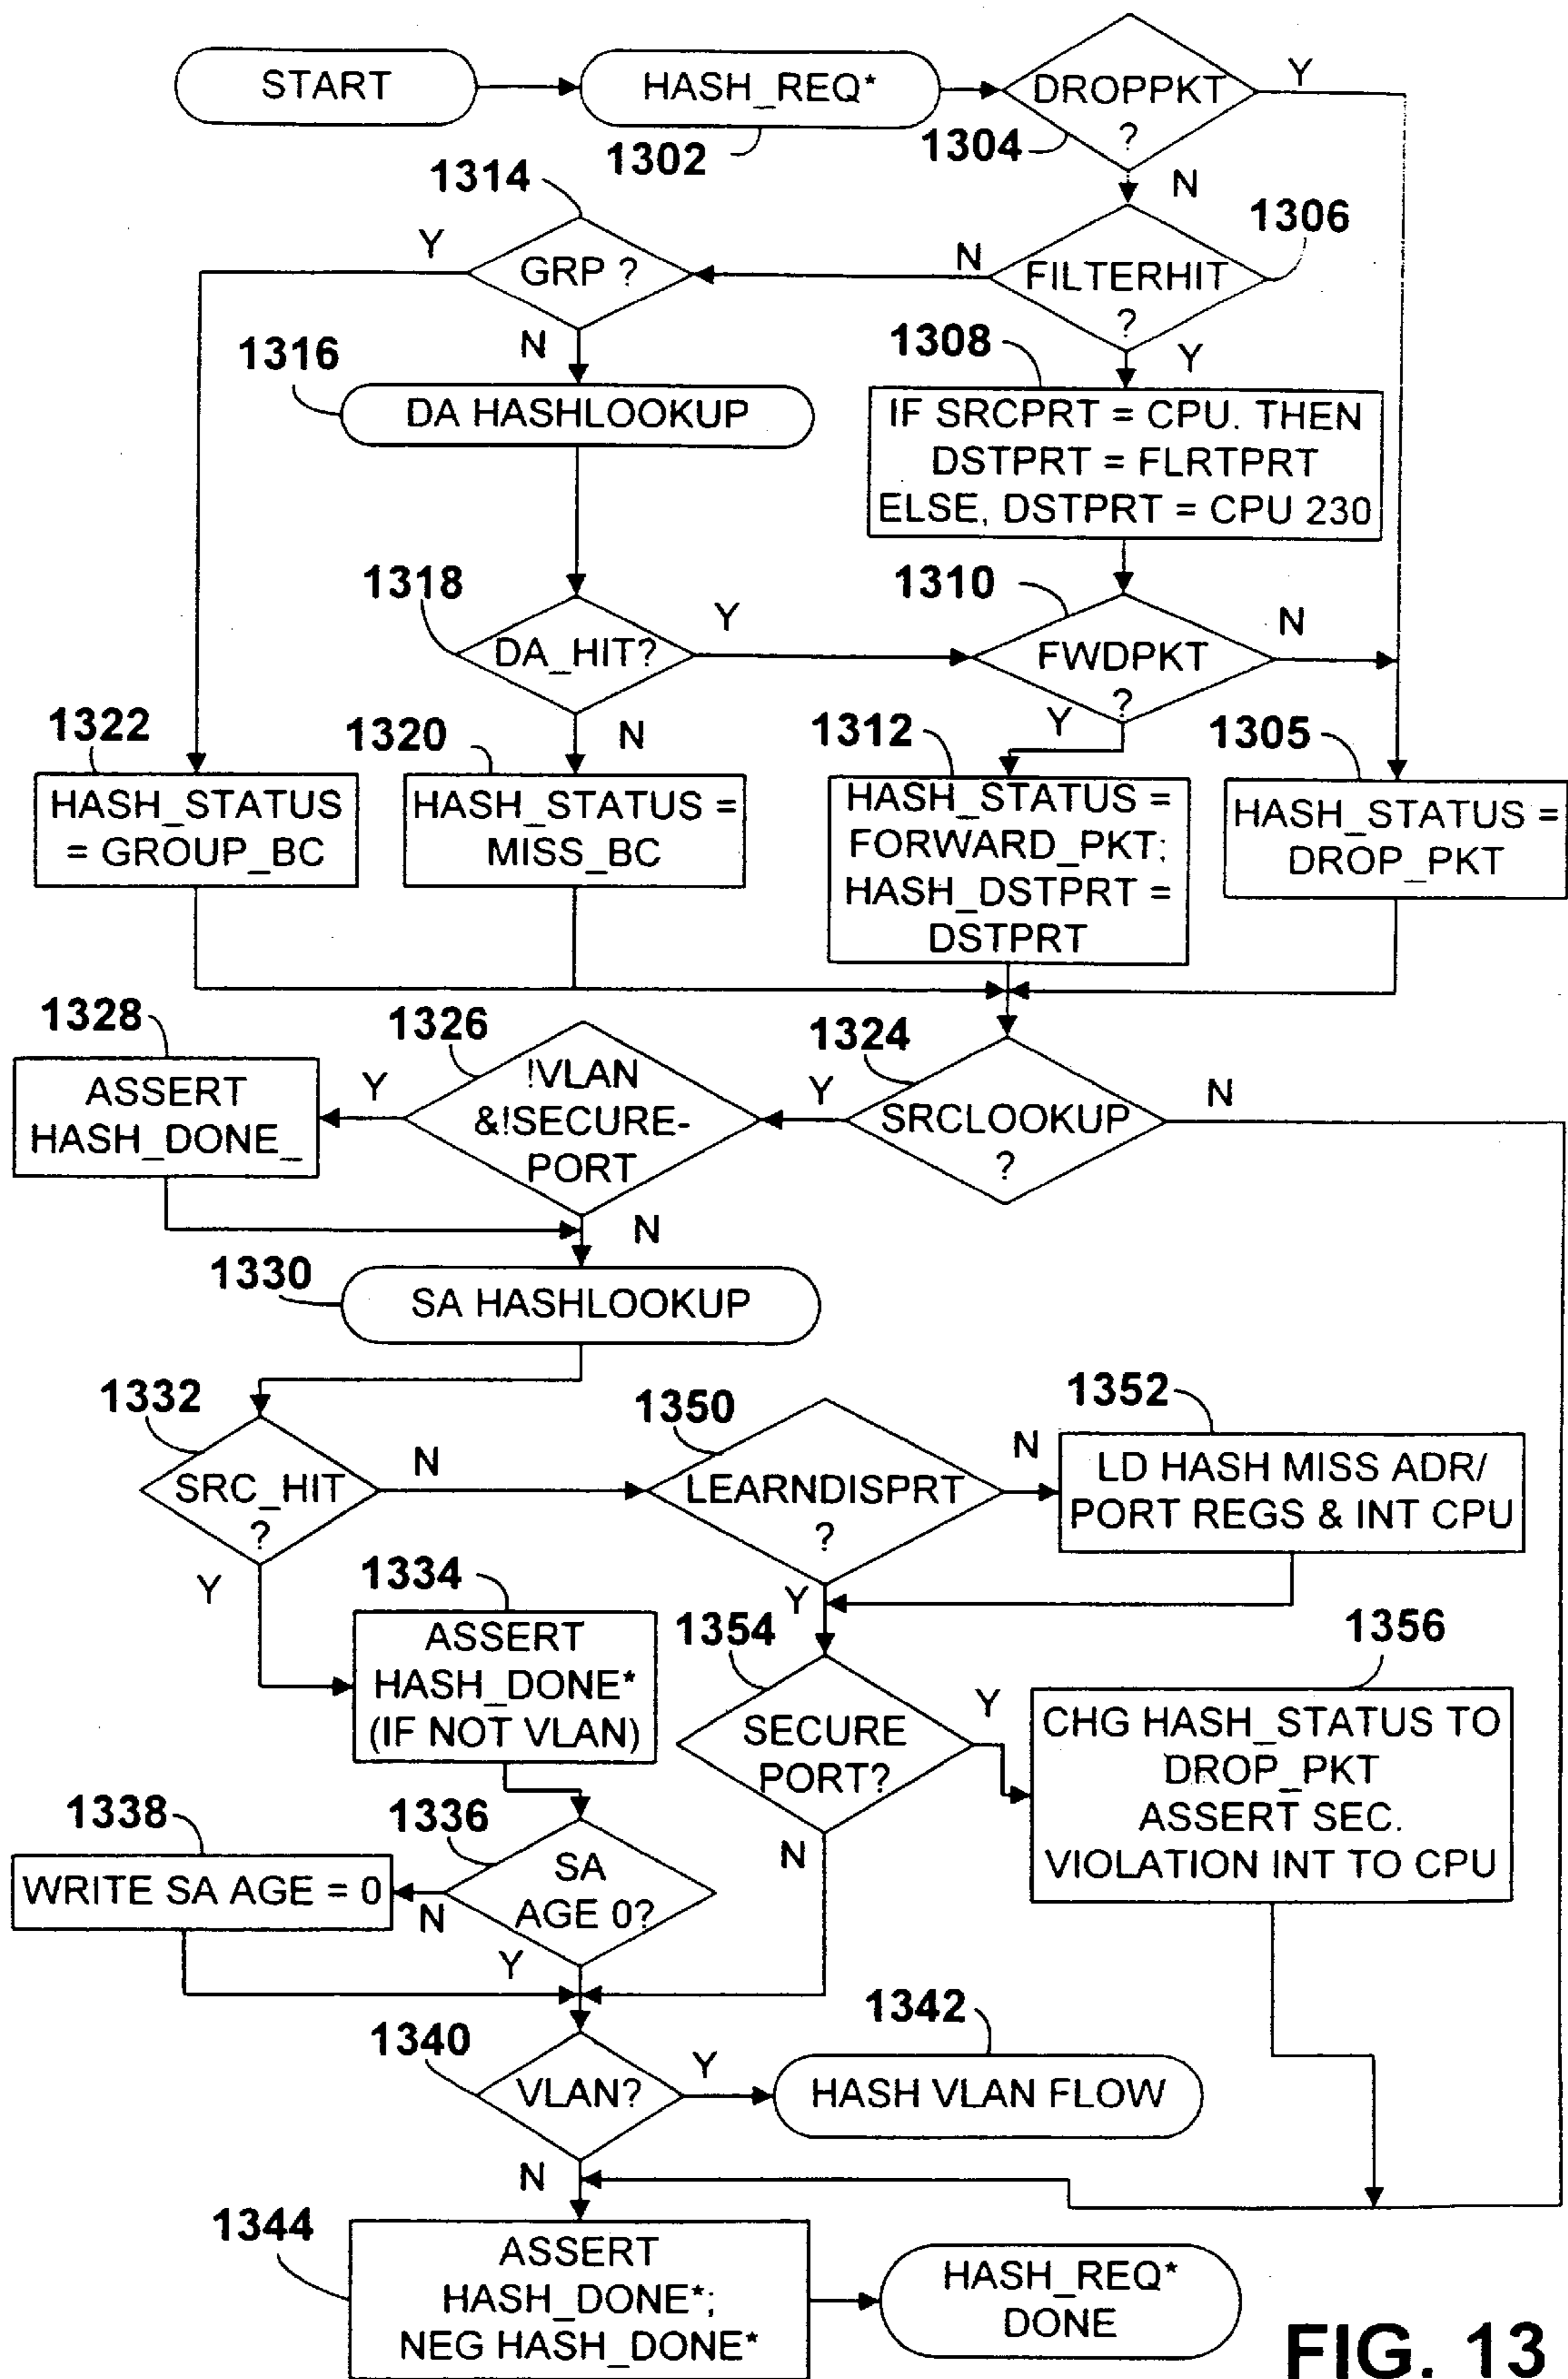 START
HASH_REQ*
DROPPKT
?
Y
1302
1304
N
1314
1306
Y
GRP ?
N
FILTERHIT
?
N
1308
Y
1316
DA HASHLOOKUP
IF SRCPRT = CPU. THEN
DSTPRT = FLRTPRT
ELSE, DSTPRT = CPU 230
1318
1310
DA_HIT?
Y
FWDPKT
?
N
1322
1320
N
1312
Y
1305
HASH_STATUS
= GROUP_BC
HASH_STATUS =
MISS_BC
HASH_STATUS =
FORWARD_PKT;
HASH_DSTPRT =
DSTPRT
HASH_STATUS =
DROP_PKT
1328
1326
1324
ASSERT
HASH_DONE_
Y
!VLAN
&!SECURE-
PORT
Y
SRCLOOKUP
?
N
N
1330
SA HASHLOOKUP
1332
1350
1352
SRC_HIT
?
N
LEARNDISPRT
?
N
LD HASH MISS ADR/
PORT REGS & INT CPU
Y
1334
Y
1354
1356
ASSERT
HASH_DONE*
(IF NOT VLAN)
SECURE
PORT?
Y
CHG HASH_STATUS TO
DROP_PKT
ASSERT SEC.
VIOLATION INT TO CPU
1338
1336
N
WRITE SA AGE = 0
N
SA
AGE 0?
Y
1340
1342
VLAN?
Y
HASH VLAN FLOW
N
1344
ASSERT
HASH_DONE*;
NEG HASH_DONE*
HASH_REQ*
DONE
FIG. 13